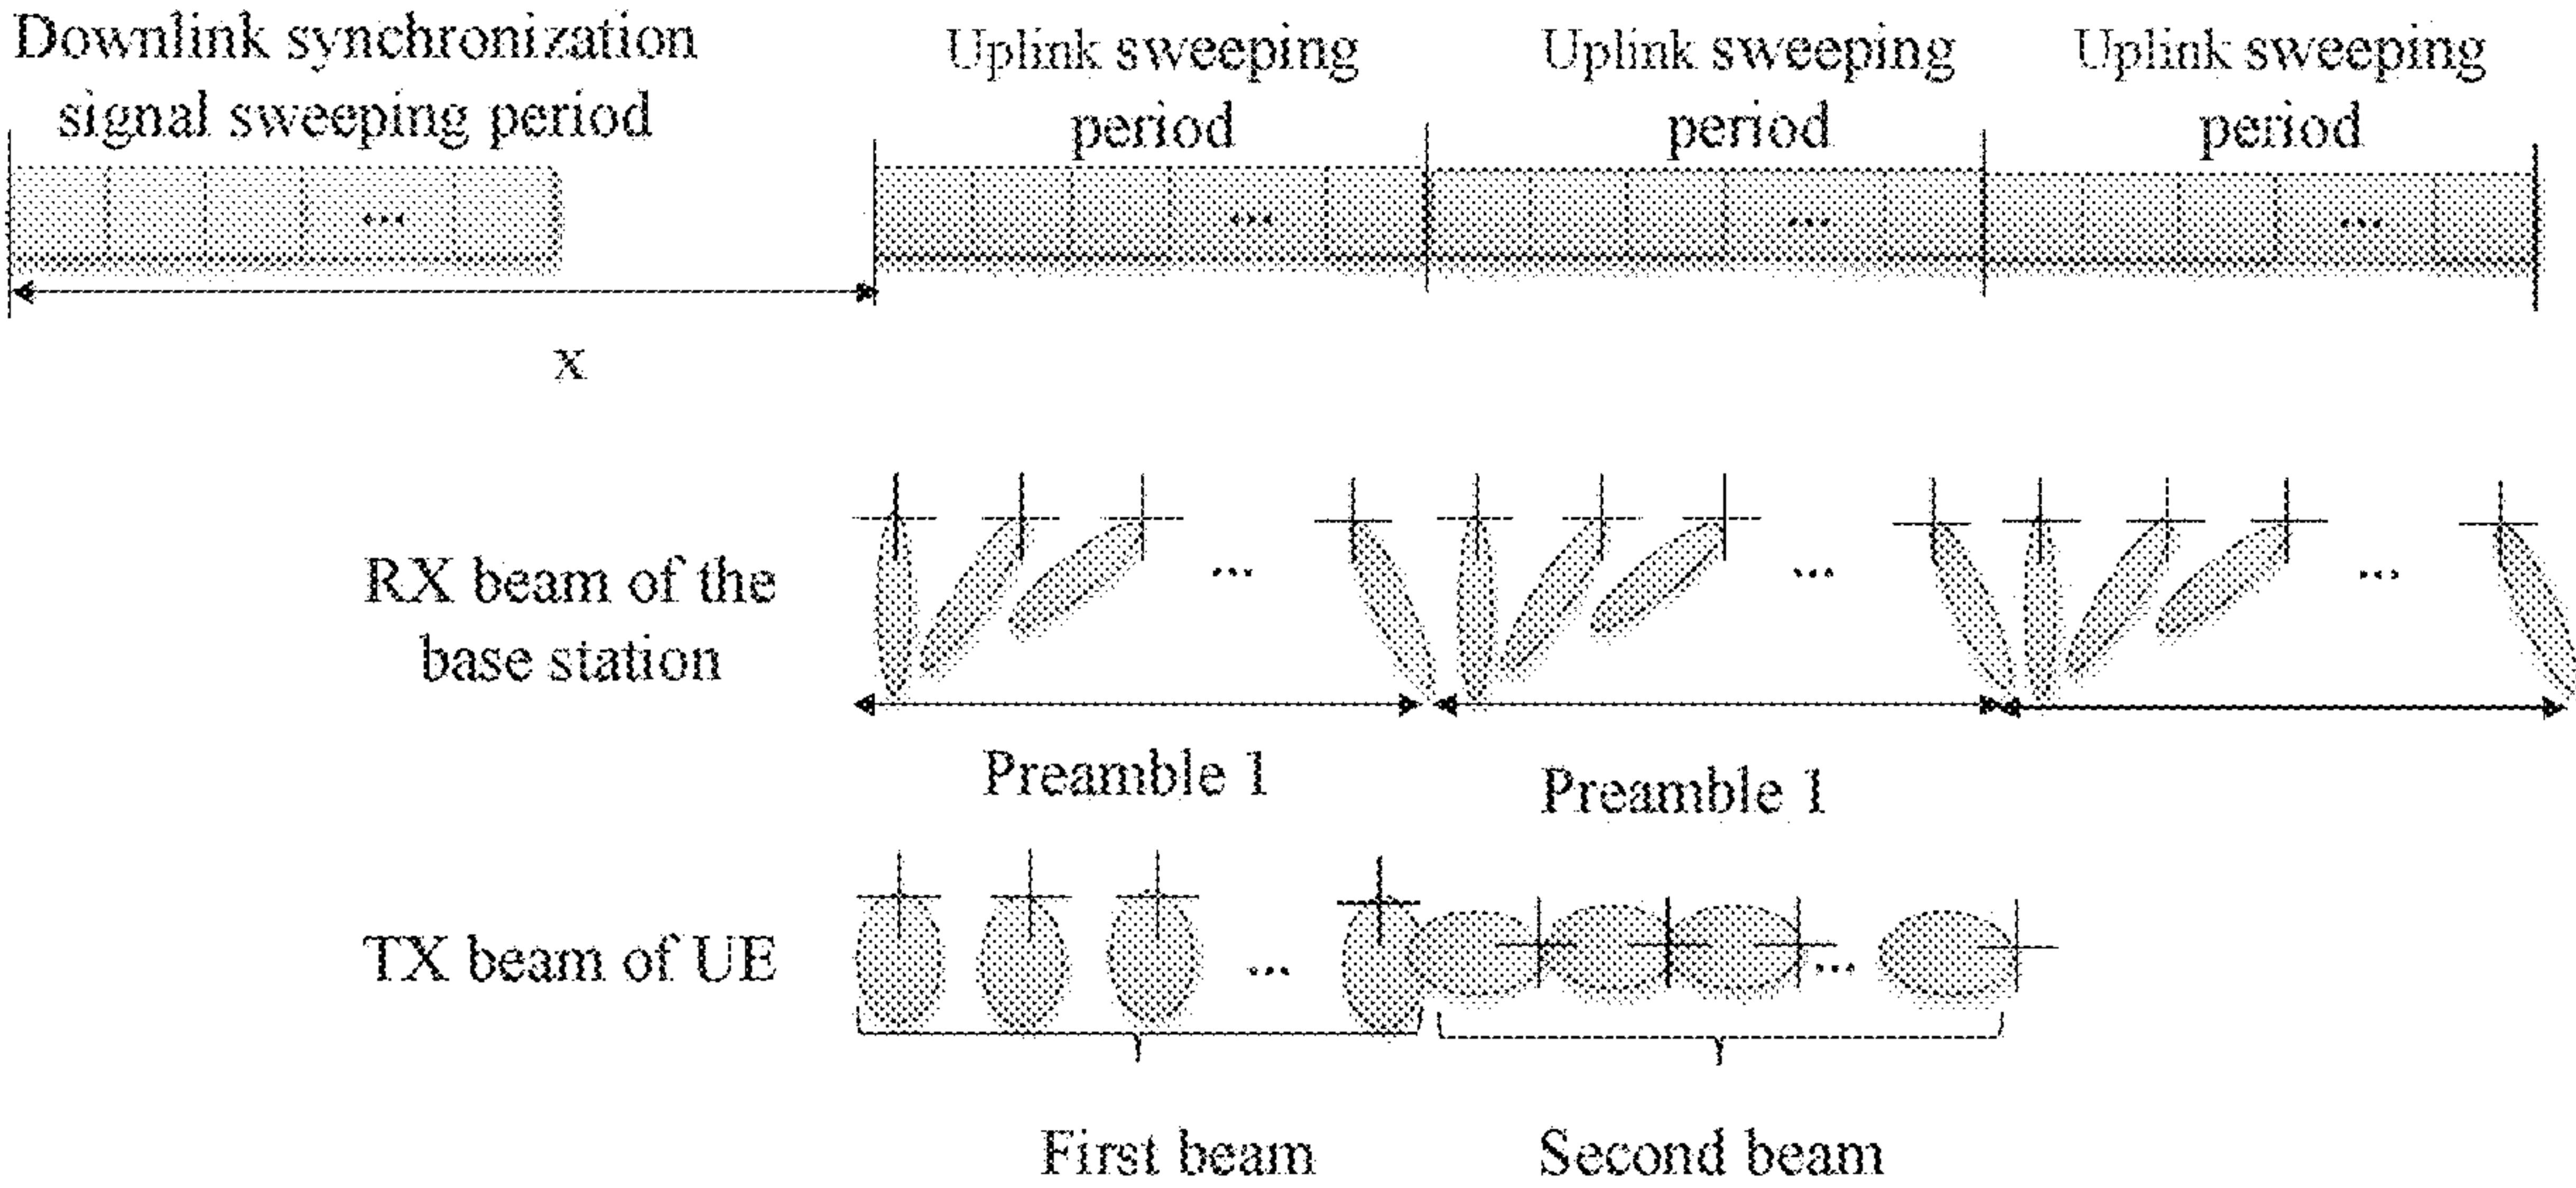 Downlink synchronization
signal sweeping period
Uplink sweeping
period
Uplink sweeping
period
Uplink sweeping
period
...
...
...
...
X
RX beam of the
base station
...
...
...
Preamble 1
Preamble 1
TX beam of UE
...
...
First beam
Second beam